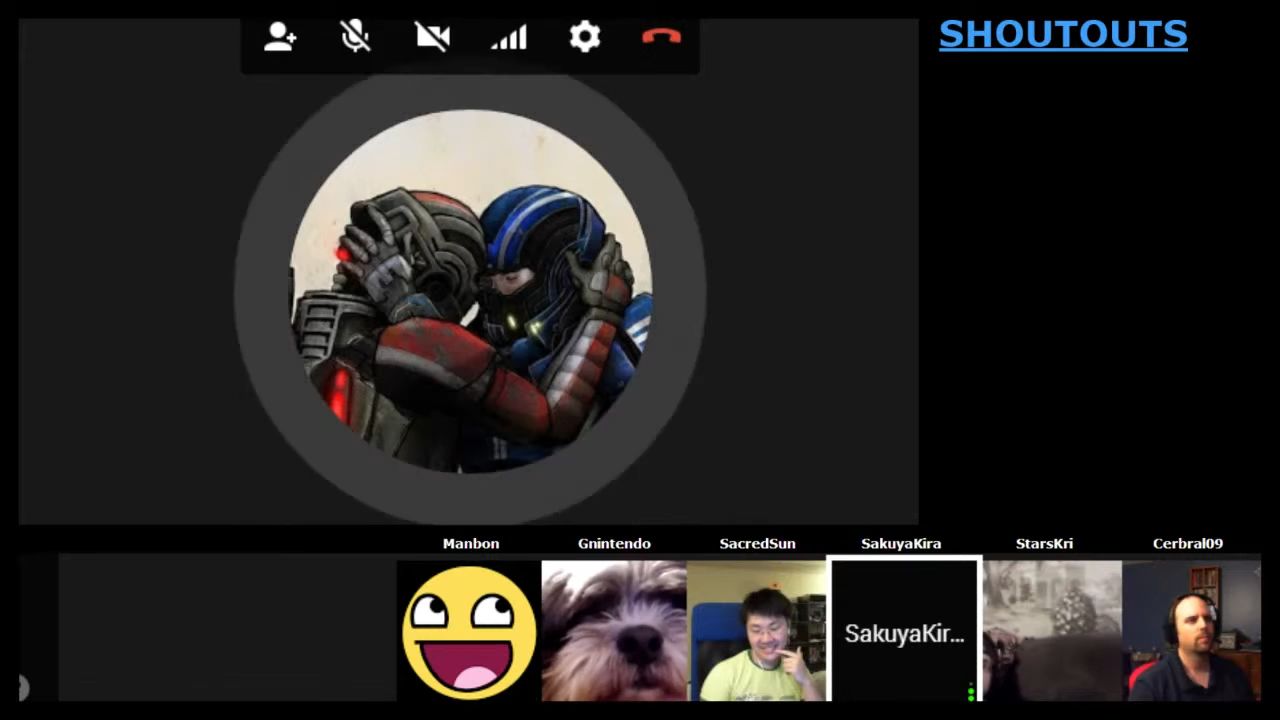 SHOUTOUTS
Manbon
Gnintendo
SacredSun
SakuyaKira
StarsKri
Cerbral09
SakuyaKir...